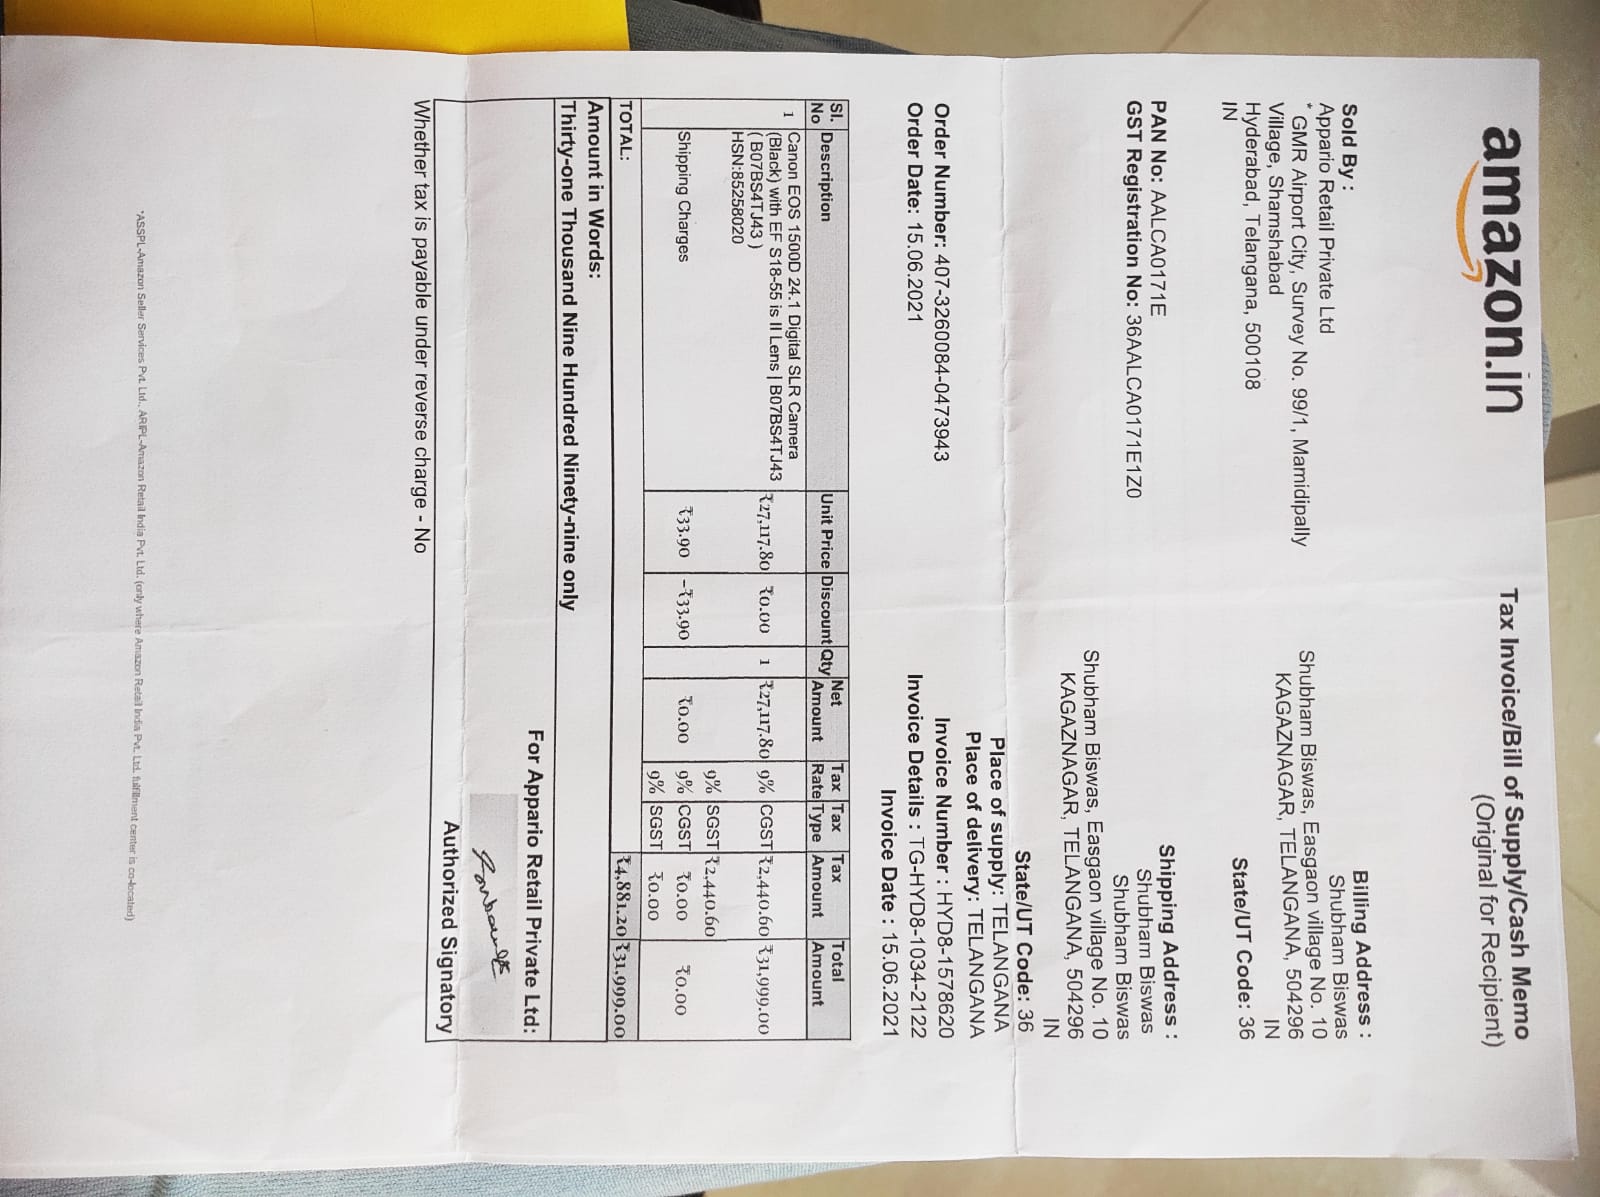 amazon.in
Tax Invoice/Bill of Supply/Cash Memo
(Original for Recipient)
Sold By :
Appario Retail Private Ltd
* GMR Airport City, Survey No. 99/1, Mamidipally
Village, Shamshabad
Hyderabad, Telangana, 500108
IN
Billing Address :
Shubham Biswas
Shubham Biswas, Easgaon village No. 10
KAGAZNAGAR, TELANGANA, 504296
IN
State/UT Code: 36
PAN No: AALCA0171E
GST Registration No: 36AALCA0171E1Z0
Shipping Address :
Shubham Biswas
Shubham Biswas
Shubham Biswas, Easgaon village No. 10
KAGAZNAGAR, TELANGANA, 504296
IN
State/UT Code: 36
Place of supply: TELANGANA
Place of delivery: TELANGANA
Order Number: 407-3260084-0473943
Order Date: 15.06.2021
Invoice Number : HYD8-1578620
Invoice Details : TG-HYD8-1034-2122
Invoice Date : 15.06.2021
Sl. No Description Unit Price Discount Qty Net Amount Tax Rate Tax Type Tax Amount Total Amount
1 Canon EOS 1500D 24.1 Digital SLR Camera ₹27,117.80 ₹0.00 1 ₹27,117.80 9% CGST ₹2,440.60 ₹31,999.00
(Black) with EF S18-55 is II Lens | B07BS4TJ43
( B07BS4TJ43 )
HSN:85258020
9% SGST ₹2,440.60
Shipping Charges ₹33.90 -₹33.90 ₹0.00 9% CGST ₹0.00 ₹0.00
9% SGST ₹0.00
TOTAL: ₹4,881.20 ₹31,999.00
Amount in Words:
Thirty-one Thousand Nine Hundred Ninety-nine only
For Appario Retail Private Ltd:
Authorized Signatory
Whether tax is payable under reverse charge - No
*ASSPL-Amazon Seller Services Pvt. Ltd., ARIPL-Amazon Retail India Pvt. Ltd. (only where Amazon Retail India Pvt. Ltd. fulfillment center is co-located)